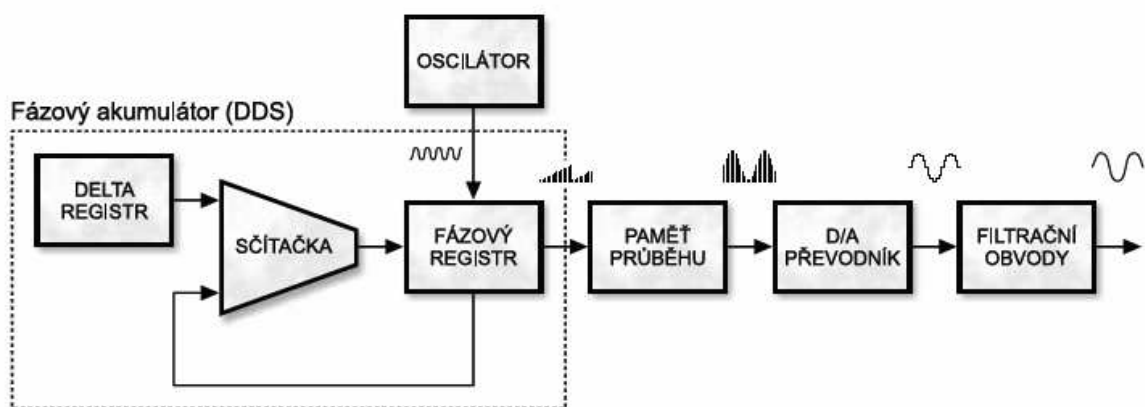 OSCILÁTOR
Fázový akumulátor (DDS)
DELTA
REGISTR
SČÍTAČKA
FÁZOVÝ
REGISTR
PAMĚŤ
PRŮBĚHU
D/A
PŘEVODNÍK
FILTRAČNÍ
OBVODY